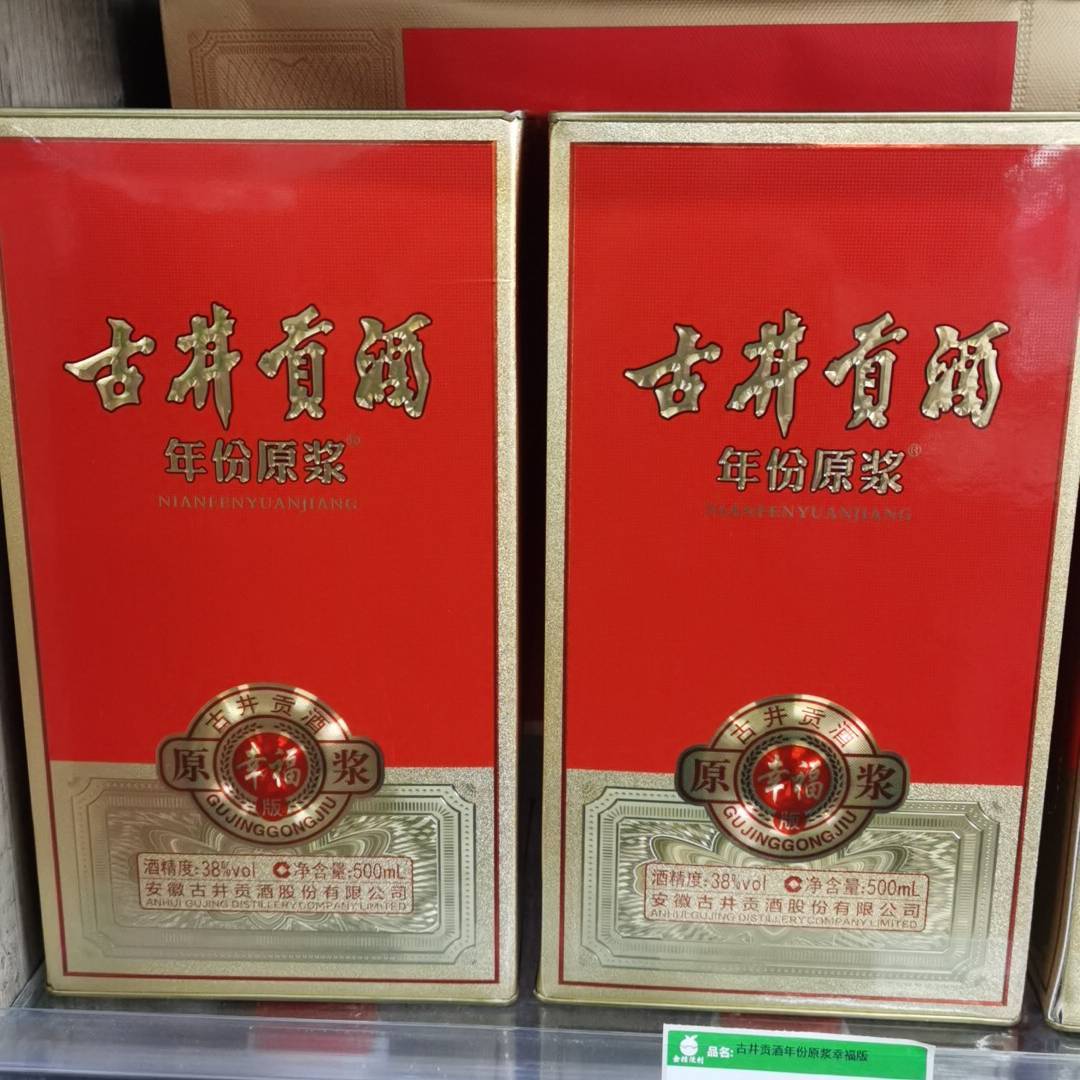 古井贡酒
年份原浆®
NIANFENYUANJIANG
古井贡酒
原 幸福 浆
版
GUJINGGONGJIU
酒精度:38%vol C净含量:500mL
安徽古井贡酒股份有限公司
ANHUI GUJING DISTILLERY COMPANY LIMITED
古井贡酒
年份原浆®
NIANFENYUANJIANG
古井贡酒
原 幸福 浆
版
GUJINGGONGJIU
酒精度:38%vol C净含量:500mL
安徽古井贡酒股份有限公司
ANHUI GUJING DISTILLERY COMPANY LIMITED
品名: 古井贡酒年份原浆幸福版